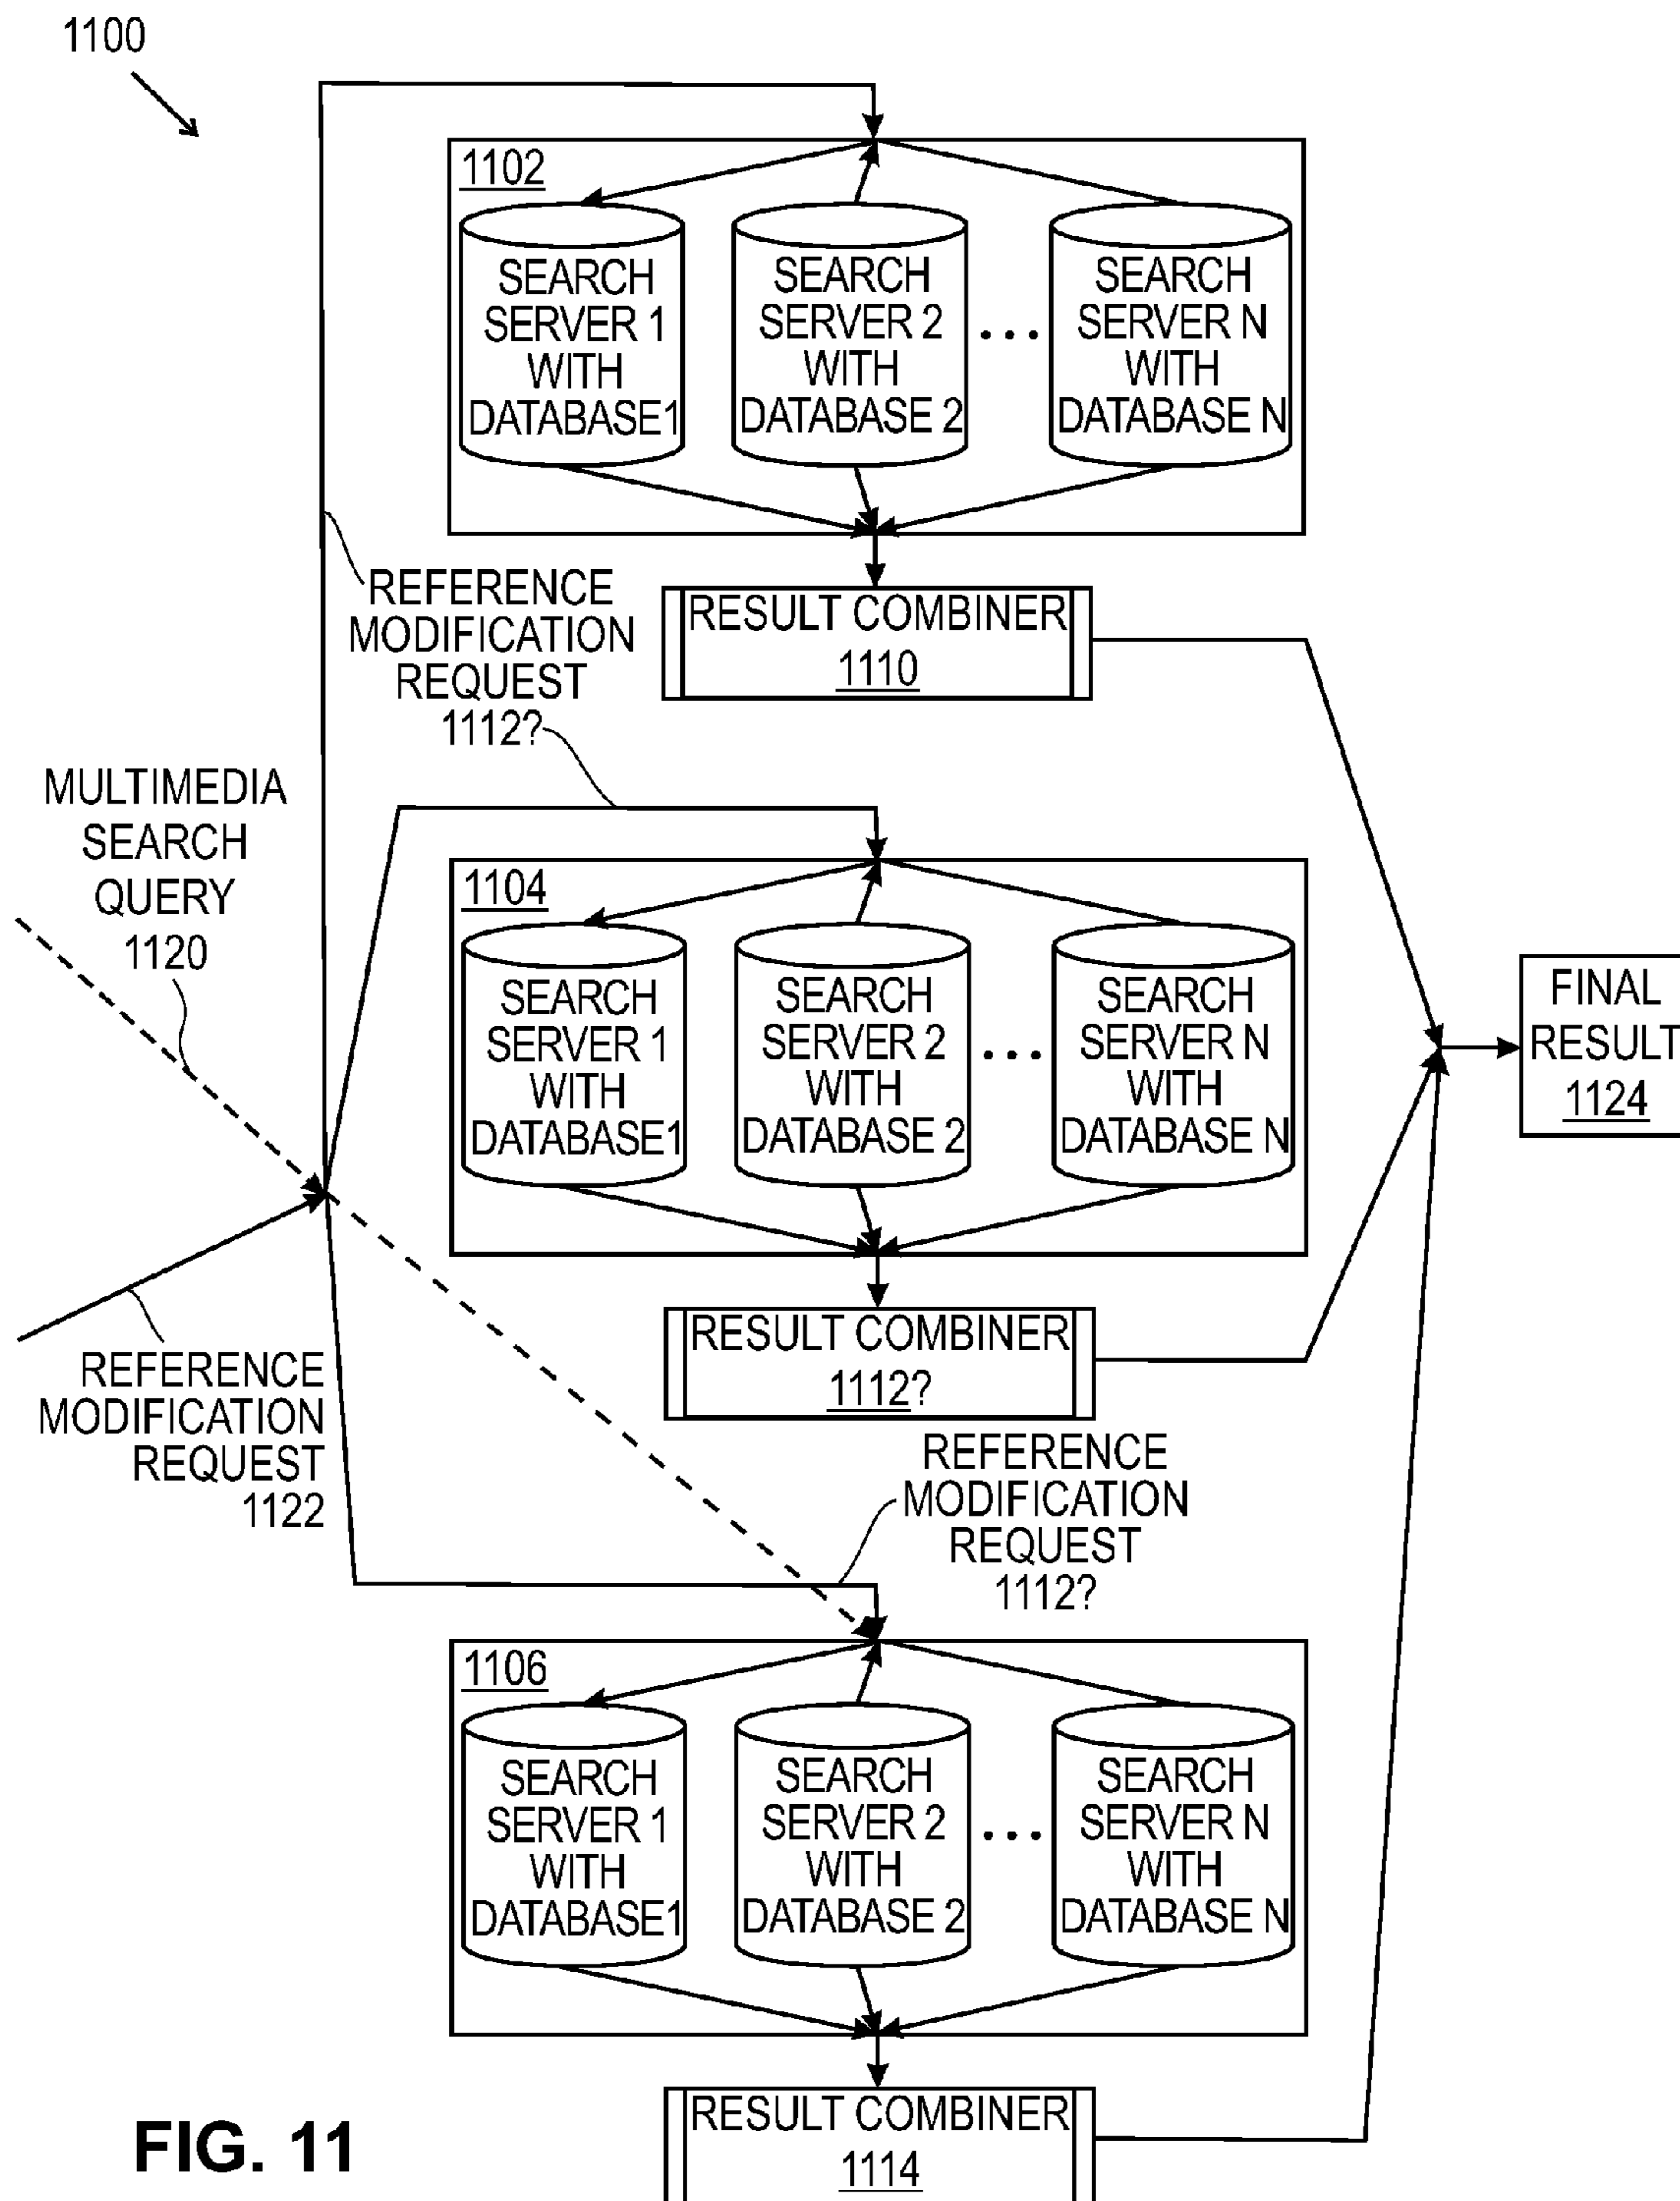 1100
1102
SEARCH
SERVER 1
WITH
DATABASE1
SEARCH
SERVER 2
WITH
DATABASE 2
...
SEARCH
SERVER N
WITH
DATABASE N
REFERENCE
MODIFICATION
REQUEST
1112?
RESULT COMBINER
1110
MULTIMEDIA
SEARCH
QUERY
1120
1104
SEARCH
SERVER 1
WITH
DATABASE1
SEARCH
SERVER 2
WITH
DATABASE 2
...
SEARCH
SERVER N
WITH
DATABASE N
FINAL
RESULT
1124
RESULT COMBINER
1112?
REFERENCE
MODIFICATION
REQUEST
1122
REFERENCE
MODIFICATION
REQUEST
1112?
1106
SEARCH
SERVER 1
WITH
DATABASE1
SEARCH
SERVER 2
WITH
DATABASE 2
...
SEARCH
SERVER N
WITH
DATABASE N
RESULT COMBINER
1114
FIG. 11